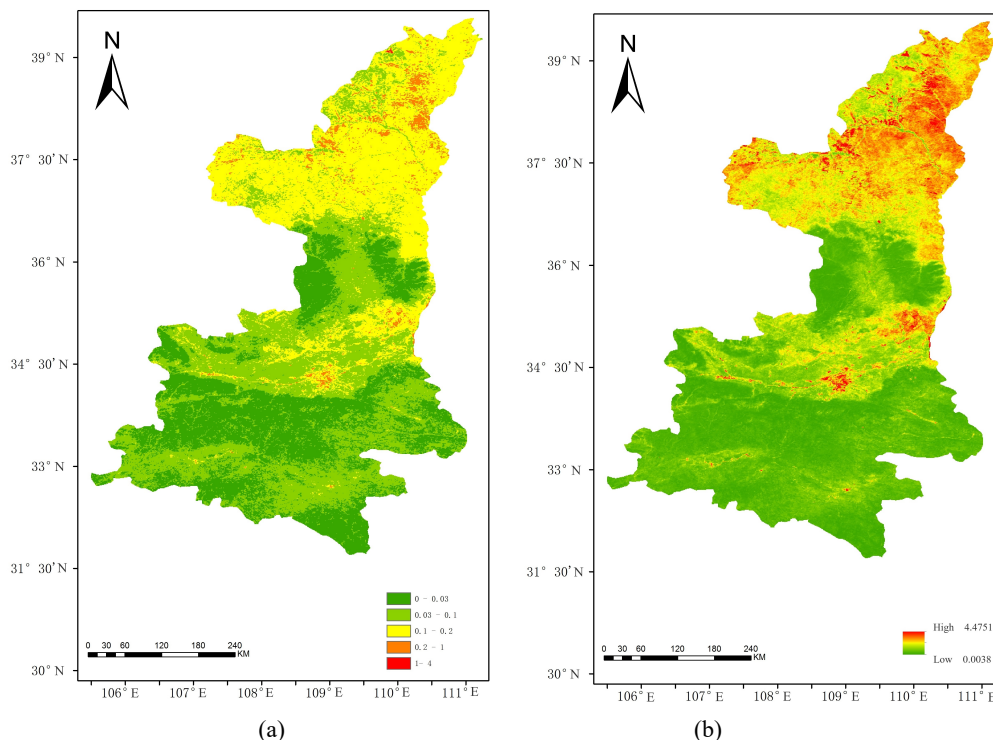 N
39° N
37° 30′ N
36° N
34° 30′ N
33° N
31° 30′ N
30° N
0 - 0.03
0.03 - 0.1
0.1 - 0.2
0.2 - 1
1- 4
0 30 60 120 180 240
KM
106° E 107° E 108° E 109° E 110° E 111° E
(a)
N
39° N
37° 30′ N
36° N
34° 30′ N
33° N
31° 30′ N
30° N
High 4.4751
Low 0.0038
0 30 60 120 180 240
KM
106° E 107° E 108° E 109° E 110° E 111° E
(b)